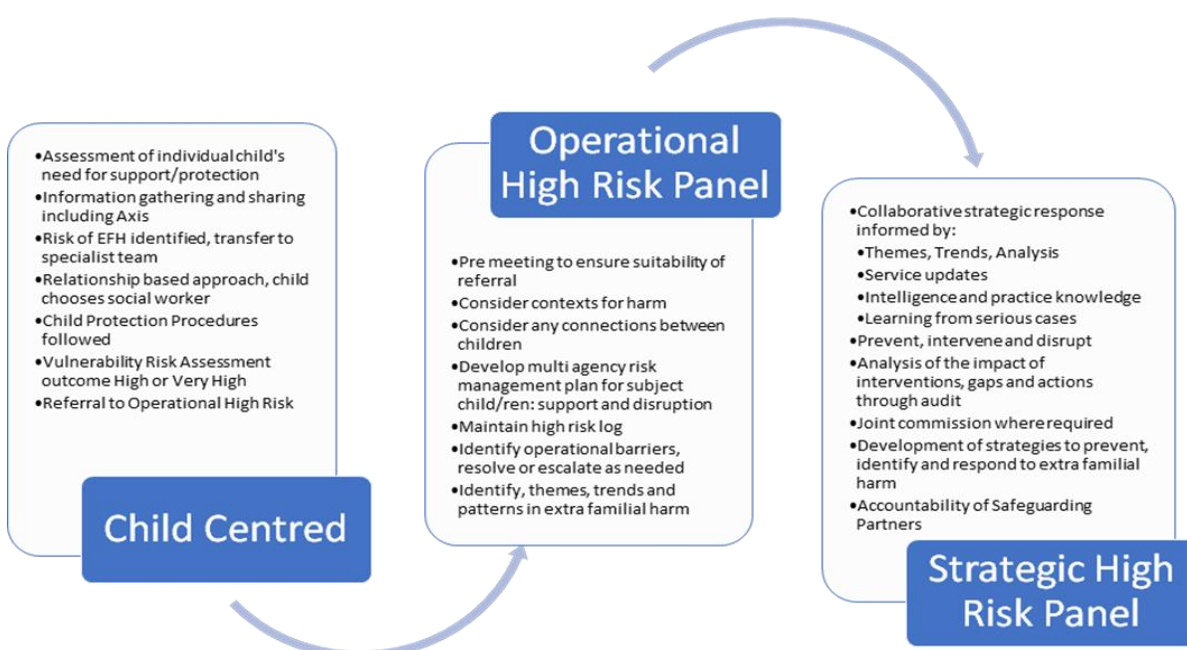 •Assessment of individual child's
need for support/protection
•Information gathering and sharing
including Axis
•Risk of EFH identified, transfer to
specialist team
•Relationship based approach, child
chooses social worker
•Child Protection Procedures
followed
•Vulnerability Risk Assessment
outcome High or Very High
•Referral to Operational High Risk
Child Centred
Operational
High Risk Panel
•Pre meeting to ensure suitability of
referral
•Consider contexts for harm
•Consider any connections between
children
•Develop multi agency risk
management plan for subject
child/ren: support and disruption
•Maintain high risk log
•Identify operational barriers,
resolve or escalate as needed
•Identify, themes, trends and
patterns in extra familial harm
•Collaborative strategic response
informed by:
•Themes, Trends, Analysis
•Service updates
•Intelligence and practice knowledge
•Learning from serious cases
•Prevent, intervene and disrupt
•Analysis of the impact of
interventions, gaps and actions
through audit
•Joint commission where required
•Development of strategies to prevent,
identify and respond to extra familial
harm
•Accountability of Safeguarding
Partners
Strategic High
Risk Panel